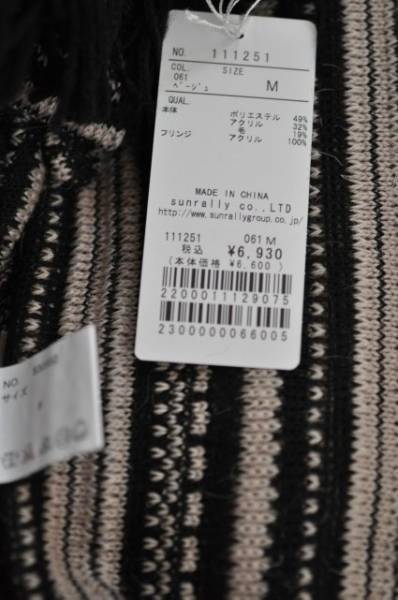 NO. 111251
COL. SIZE
061
ベージュ M
QUAL.
本体 ポリエステル 49%
アクリル 32%
毛 19%
フリンジ アクリル 100%
MADE IN CHINA
sunrally co.,LTD
http://www.sunrallygroup.co.jp/
111251 061 M
税込 ¥6,930
(本体価格 ¥6,600)
2200011129075
2300000066005
NO.
サイズ